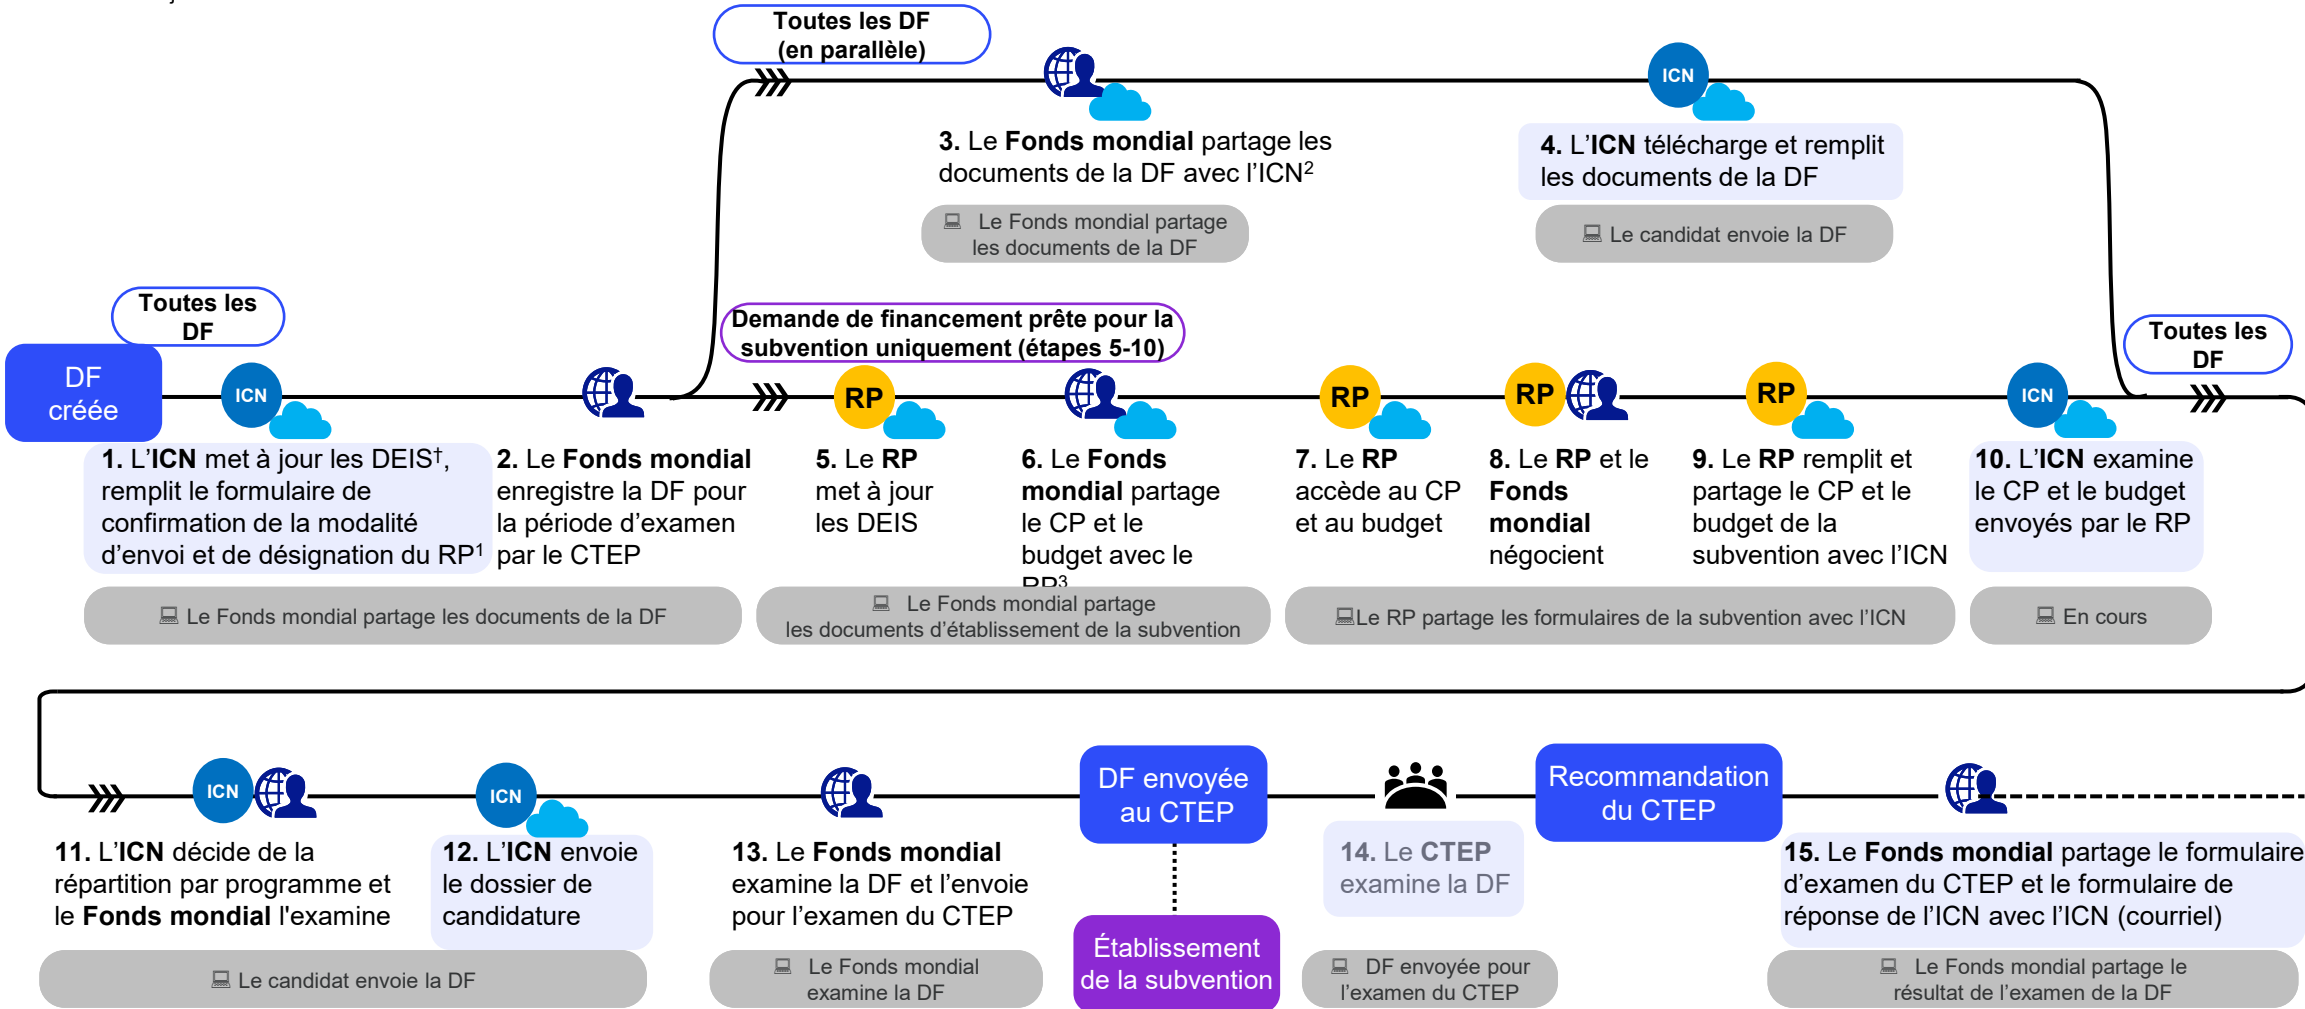 Toutes les DF
(en parallèle)
ICN
3. Le Fonds mondial partage les
documents de la DF avec l'ICN²
4. L'ICN télécharge et remplit
les documents de la DF
Le Fonds mondial partage
les documents de la DF
Le candidat envoie la DF
Toutes les
DF
Demande de financement prête pour la
subvention uniquement (étapes 5-10)
Toutes les
DF
DF
créée
ICN
RP
RP
RP
RP
ICN
1. L'ICN met à jour les DEIS†,
remplit le formulaire de
confirmation de la modalité
d'envoi et de désignation du RP¹
2. Le Fonds mondial
enregistre la DF pour
la période d'examen
par le CTEP
5. Le RP
met à jour
les DEIS
6. Le Fonds
mondial partage
le CP et le
budget avec le
RP³
7. Le RP
accède au CP
et au budget
8. Le RP et le
Fonds
mondial
négocient
9. Le RP remplit et
partage le CP et le
budget de la
subvention avec l'ICN
10. L'ICN examine
le CP et le budget
envoyés par le RP
Le Fonds mondial partage les documents de la DF
Le Fonds mondial partage
les documents d'établissement de la subvention
Le RP partage les formulaires de la subvention avec l'ICN
En cours
ICN
ICN
DF envoyée
au CTEP
Recommandation
du CTEP
11. L'ICN décide de la
répartition par programme et
le Fonds mondial l'examine
12. L'ICN envoie
le dossier de
candidature
13. Le Fonds mondial
examine la DF et l'envoie
pour l'examen du CTEP
14. Le CTEP
examine la DF
15. Le Fonds mondial partage le formulaire
d'examen du CTEP et le formulaire de
réponse de l'ICN avec l'ICN (courriel)
Établissement
de la subvention
Le candidat envoie la DF
Le Fonds mondial
examine la DF
DF envoyée pour
l'examen du CTEP
Le Fonds mondial partage le
résultat de l'examen de la DF